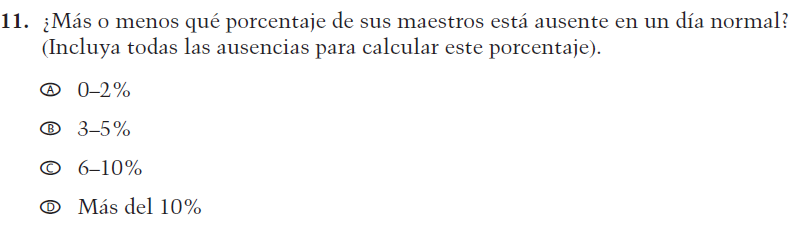 11. ¿Más o menos qué porcentaje de sus maestros está ausente en un día normal?
(Incluya todas las ausencias para calcular este porcentaje).
A 0–2%
B 3–5%
C 6–10%
D Más del 10%